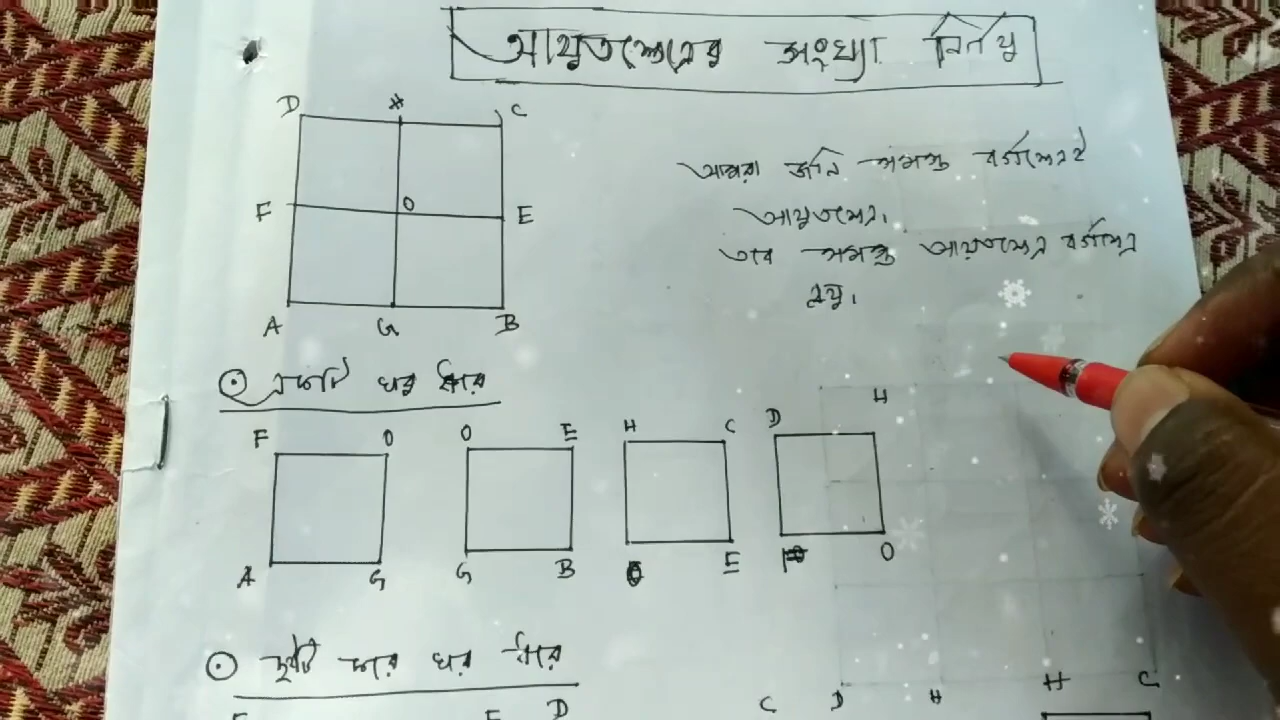 আয়তক্ষেত্রের সংখ্যা নির্ণয়
D H C
আমরা জানি সমস্ত বর্গক্ষেত্রই
আয়তক্ষেত্র।
F O E
তবে সমস্ত আয়তক্ষেত্র বর্গক্ষেত্র
নয়।
A G B
একটি ঘর নিয়ে
F O O E H C D H
A G G B O E F O
দুটি করে ঘর নিয়ে
F F D C D H H C